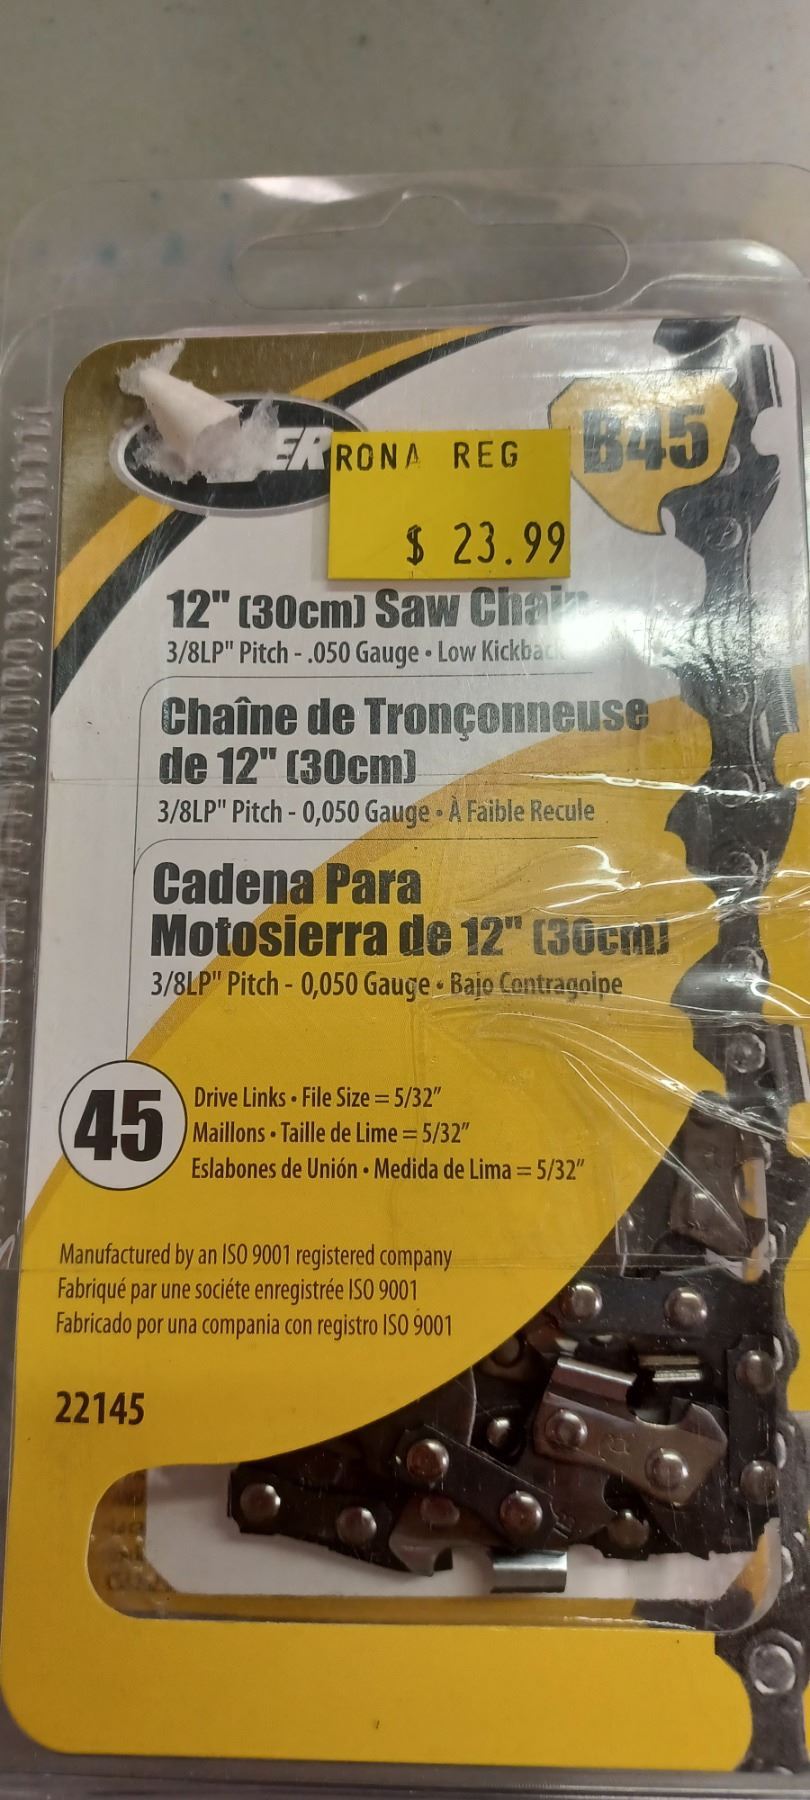 RONA REG
$ 23.99
B45
12" (30cm) Saw Chain
3/8LP" Pitch - .050 Gauge • Low Kickback
Chaîne de Tronçonneuse
de 12" (30cm)
3/8LP" Pitch - 0,050 Gauge • À Faible Recule
Cadena Para
Motosierra de 12" (30cm)
3/8LP" Pitch - 0,050 Gauge • Bajo Contragolpe
45
Drive Links • File Size = 5/32"
Maillons • Taille de Lime = 5/32"
Eslabones de Unión • Medida de Lima = 5/32"
Manufactured by an ISO 9001 registered company
Fabriqué par une sociéte enregistrée ISO 9001
Fabricado por una compania con registro ISO 9001
22145